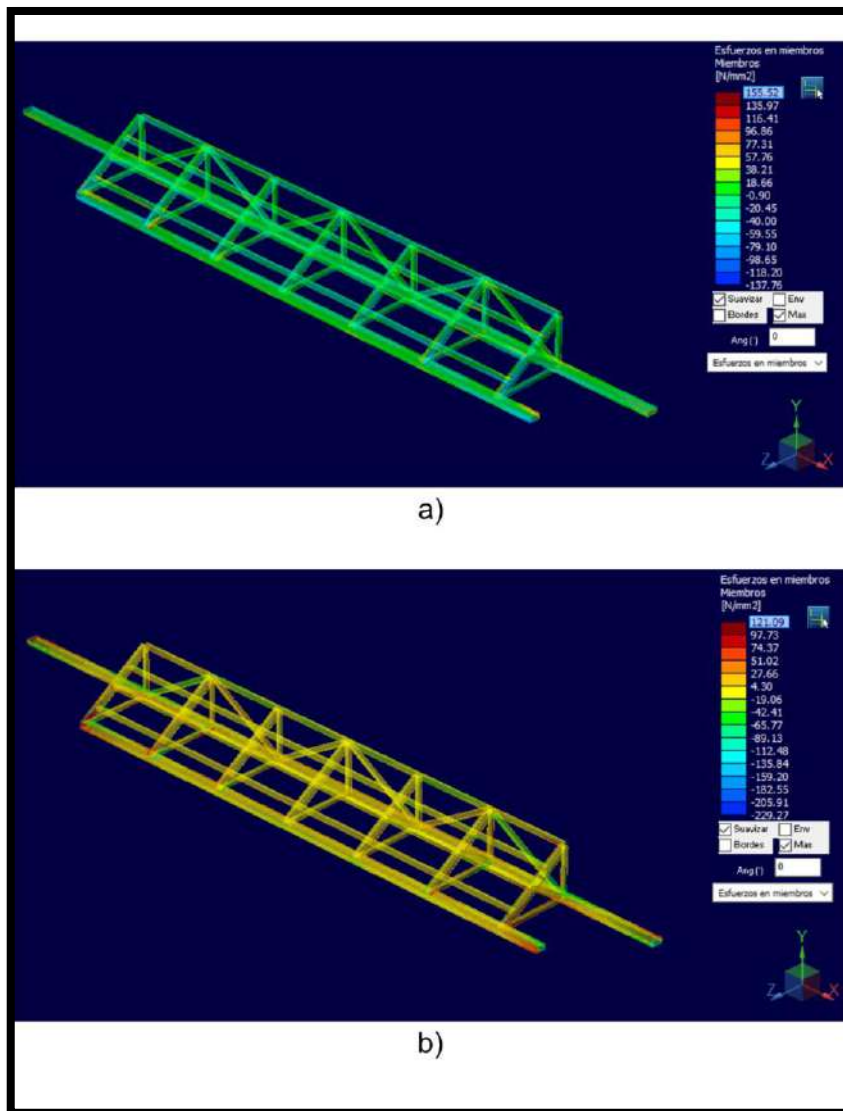 Esfuerzos en miembros
Miembros
[N/mm2]
155.52
135.97
116.41
96.86
77.31
57.76
38.21
18.66
-0.90
-20.45
-40.00
-59.55
-79.10
-98.65
-118.20
-137.76
Suavizar Env
Bordes Max
Ang(°) 0
Esfuerzos en miembros
Y
Z X
a)
Esfuerzos en miembros
Miembros
[N/mm2]
121.09
97.73
74.37
51.02
27.66
4.30
-19.06
-42.41
-65.77
-89.13
-112.48
-135.84
-159.20
-182.55
-205.91
-229.27
Suavizar Env
Bordes Max
Ang(°) 0
Esfuerzos en miembros
Y
Z X
b)